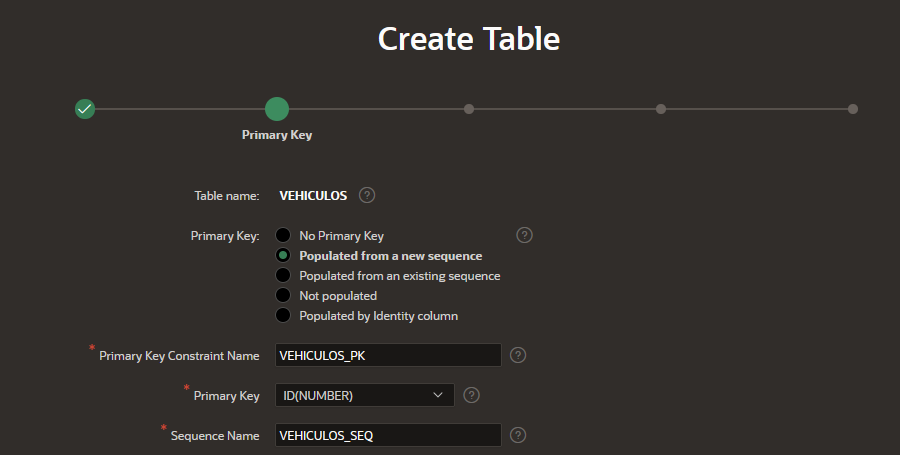 Create Table
Primary Key
Table name: VEHICULOS ?
Primary Key: No Primary Key ?
Populated from a new sequence
Populated from an existing sequence
Not populated
Populated by Identity column
* Primary Key Constraint Name VEHICULOS_PK ?
* Primary Key ID(NUMBER) ?
* Sequence Name VEHICULOS_SEQ ?